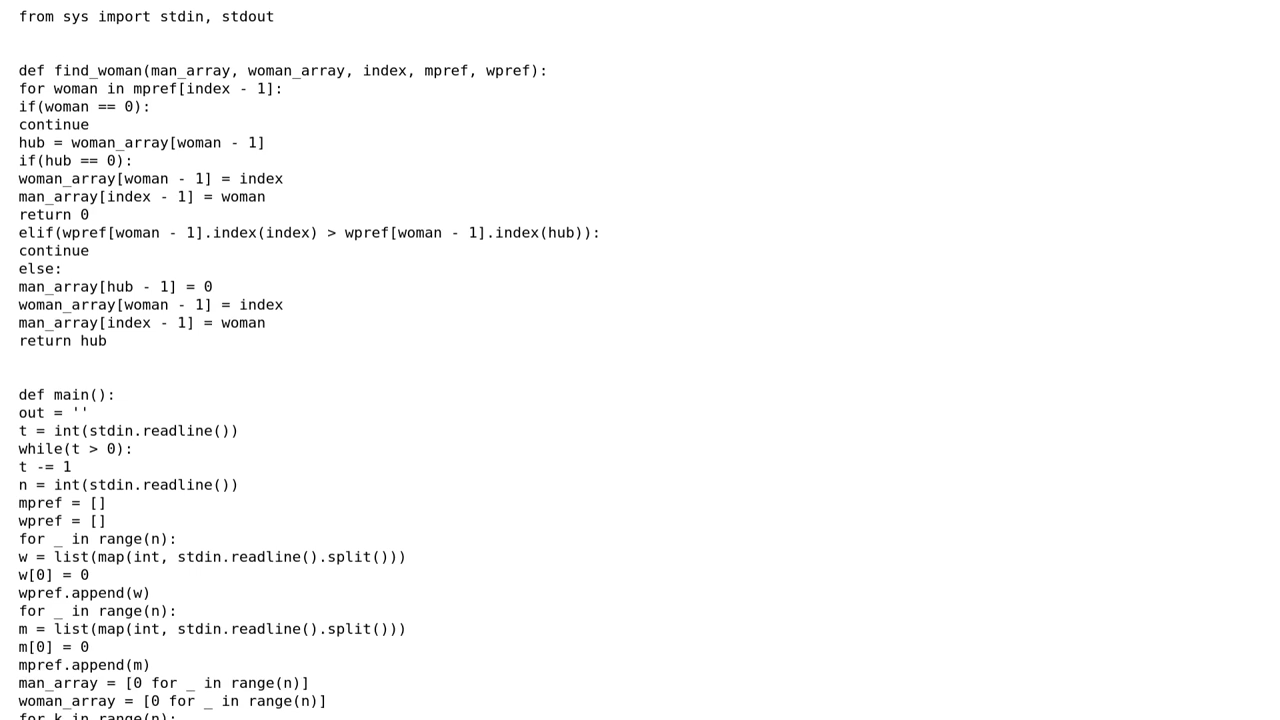 from sys import stdin, stdout
def find_woman(man_array, woman_array, index, mpref, wpref):
for woman in mpref[index - 1]:
if(woman == 0):
continue
hub = woman_array[woman - 1]
if(hub == 0):
woman_array[woman - 1] = index
man_array[index - 1] = woman
return 0
elif(wpref[woman - 1].index(index) > wpref[woman - 1].index(hub)):
continue
else:
man_array[hub - 1] = 0
woman_array[woman - 1] = index
man_array[index - 1] = woman
return hub
def main():
out = ''
t = int(stdin.readline())
while(t > 0):
t -= 1
n = int(stdin.readline())
mpref = []
wpref = []
for _ in range(n):
w = list(map(int, stdin.readline().split()))
w[0] = 0
wpref.append(w)
for _ in range(n):
m = list(map(int, stdin.readline().split()))
m[0] = 0
mpref.append(m)
man_array = [0 for _ in range(n)]
woman_array = [0 for _ in range(n)]
for k in range(n):